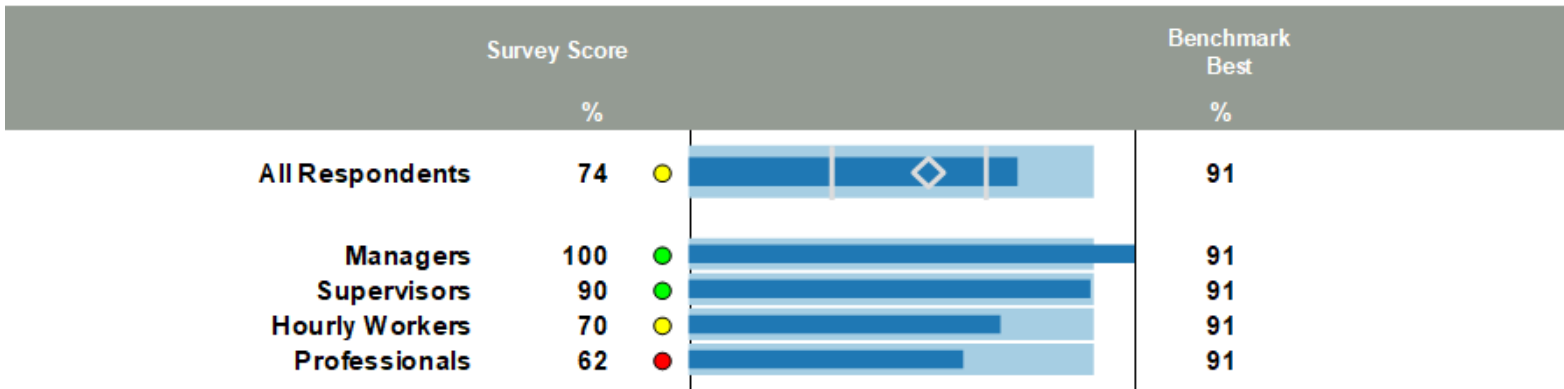 Survey Score
Benchmark
Best
% %
All Respondents 74 91
Managers 100 91
Supervisors 90 91
Hourly Workers 70 91
Professionals 62 91